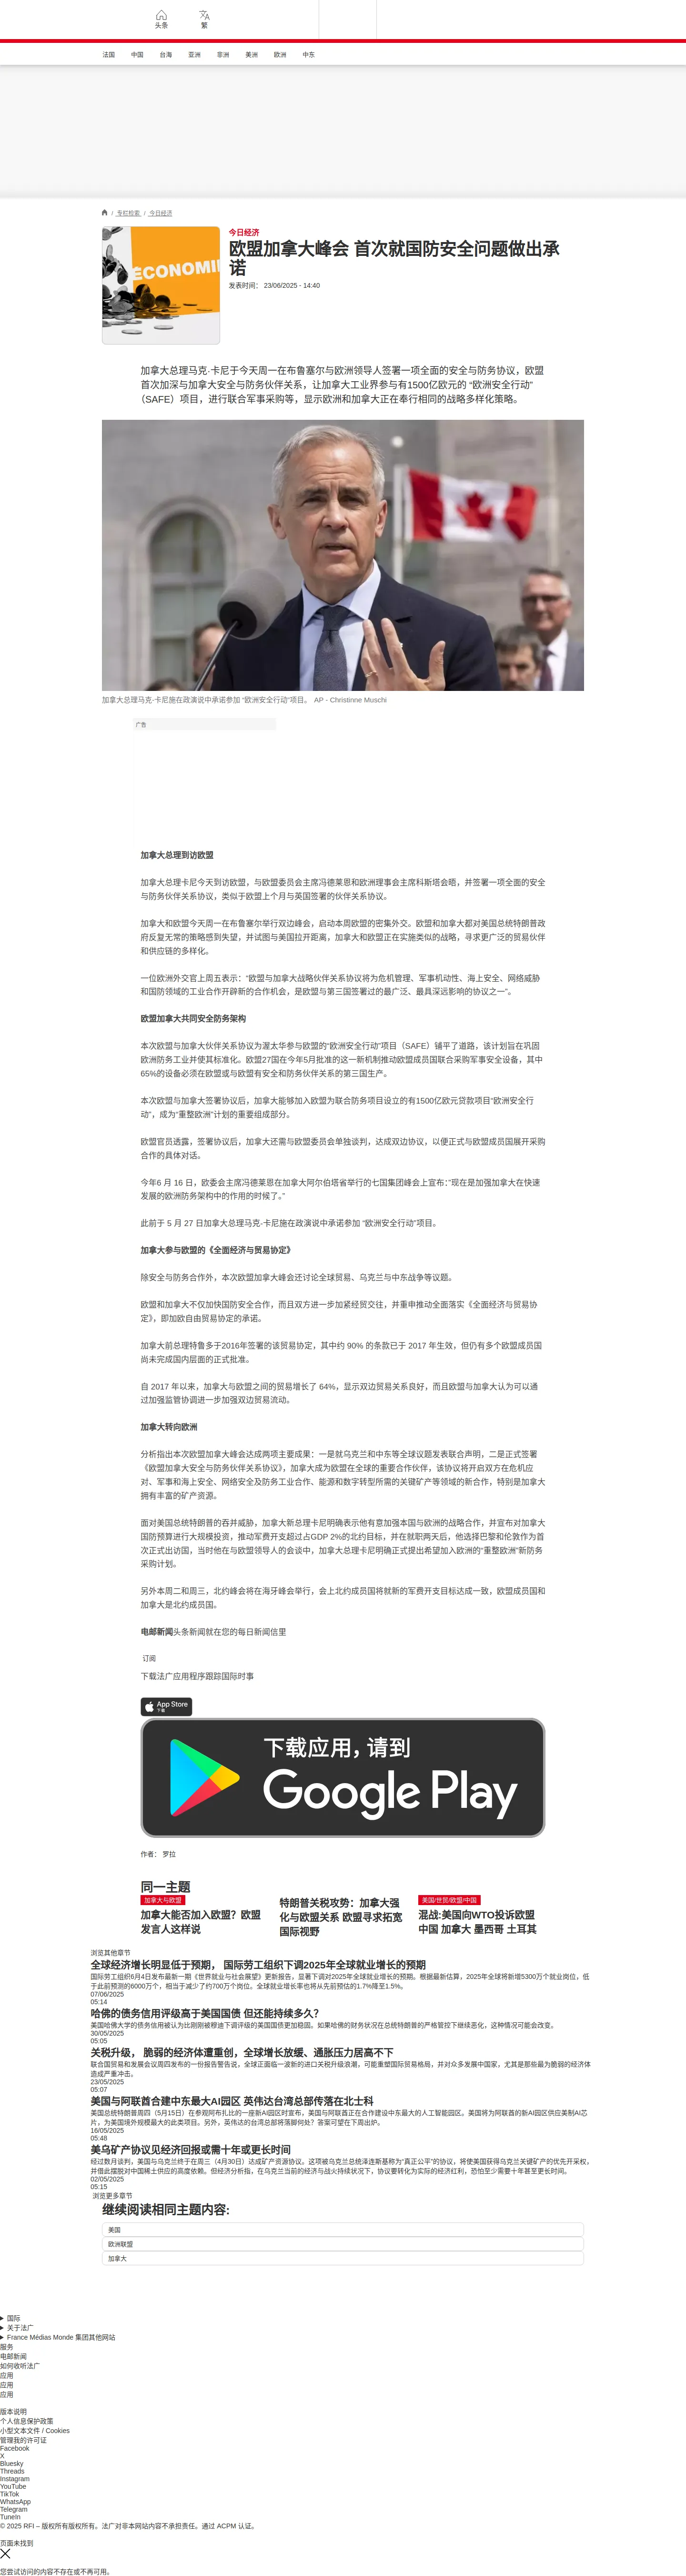 头条
繁
法国 中国 台海 亚洲 非洲 美洲 欧洲 中东
/ 专栏检索 / 今日经济
ECONOMIE
今日经济
欧盟加拿大峰会 首次就国防安全问题做出承
诺
发表时间： 23/06/2025 - 14:40
加拿大总理马克·卡尼于今天周一在布鲁塞尔与欧洲领导人签署一项全面的安全与防务协议，欧盟
首次加深与加拿大安全与防务伙伴关系，让加拿大工业界参与有1500亿欧元的 “欧洲安全行动”
（SAFE）项目，进行联合军事采购等，显示欧洲和加拿大正在奉行相同的战略多样化策略。
加拿大总理马克-卡尼施在政演说中承诺参加 “欧洲安全行动”项目。 AP - Christinne Muschi
广告
加拿大总理到访欧盟
加拿大总理卡尼今天到访欧盟，与欧盟委员会主席冯德莱恩和欧洲理事会主席科斯塔会晤，并签署一项全面的安全
与防务伙伴关系协议，类似于欧盟上个月与英国签署的伙伴关系协议。
加拿大和欧盟今天周一在布鲁塞尔举行双边峰会，启动本周欧盟的密集外交。欧盟和加拿大都对美国总统特朗普政
府反复无常的策略感到失望，并试图与美国拉开距离，加拿大和欧盟正在实施类似的战略，寻求更广泛的贸易伙伴
和供应链的多样化。
一位欧洲外交官上周五表示：“欧盟与加拿大战略伙伴关系协议将为危机管理、军事机动性、海上安全、网络威胁
和国防领域的工业合作开辟新的合作机会，是欧盟与第三国签署过的最广泛、最具深远影响的协议之一”。
欧盟加拿大共同安全防务架构
本次欧盟与加拿大伙伴关系协议为渥太华参与欧盟的“欧洲安全行动”项目（SAFE）铺平了道路，该计划旨在巩固
欧洲防务工业并使其标准化。欧盟27国在今年5月批准的这一新机制推动欧盟成员国联合采购军事安全设备，其中
65%的设备必须在欧盟或与欧盟有安全和防务伙伴关系的第三国生产。
本次欧盟与加拿大签署协议后，加拿大能够加入欧盟为联合防务项目设立的有1500亿欧元贷款项目“欧洲安全行
动”，成为“重整欧洲”计划的重要组成部分。
欧盟官员透露，签署协议后，加拿大还需与欧盟委员会单独谈判，达成双边协议，以便正式与欧盟成员国展开采购
合作的具体对话。
今年6 月 16 日，欧委会主席冯德莱恩在加拿大阿尔伯塔省举行的七国集团峰会上宣布：“现在是加强加拿大在快速
发展的欧洲防务架构中的作用的时候了。”
此前于 5 月 27 日加拿大总理马克-卡尼施在政演说中承诺参加 “欧洲安全行动”项目。
加拿大参与欧盟的《全面经济与贸易协定》
除安全与防务合作外，本次欧盟加拿大峰会还讨论全球贸易、乌克兰与中东战争等议题。
欧盟和加拿大不仅加快国防安全合作，而且双方进一步加紧经贸交往，并重申推动全面落实《全面经济与贸易协
定》，即加欧自由贸易协定的承诺。
加拿大前总理特鲁多于2016年签署的该贸易协定，其中约 90% 的条款已于 2017 年生效，但仍有多个欧盟成员国
尚未完成国内层面的正式批准。
自 2017 年以来，加拿大与欧盟之间的贸易增长了 64%，显示双边贸易关系良好，而且欧盟与加拿大认为可以通
过加强监管协调进一步加强双边贸易流动。
加拿大转向欧洲
分析指出本次欧盟加拿大峰会达成两项主要成果：一是就乌克兰和中东等全球议题发表联合声明，二是正式签署
《欧盟加拿大安全与防务伙伴关系协议》，加拿大成为欧盟在全球的重要合作伙伴，该协议将开启双方在危机应
对、军事和海上安全、网络安全及防务工业合作、能源和数字转型所需的关键矿产等领域的新合作，特别是加拿大
拥有丰富的矿产资源。
面对美国总统特朗普的吞并威胁，加拿大新总理卡尼明确表示他有意加强本国与欧洲的战略合作，并宣布对加拿大
国防预算进行大规模投资，推动军费开支超过占GDP 2%的北约目标，并在就职两天后，他选择巴黎和伦敦作为首
次正式出访国，当时他在与欧盟领导人的会谈中，加拿大总理卡尼明确正式提出希望加入欧洲的“重整欧洲”新防务
采购计划。
另外本周二和周三，北约峰会将在海牙峰会举行，会上北约成员国将就新的军费开支目标达成一致，欧盟成员国和
加拿大是北约成员国。
电邮新闻头条新闻就在您的每日新闻信里
订阅
下载法广应用程序跟踪国际时事
App Store
下载
下载应用，请到
Google Play
作者： 罗拉
同一主题
加拿大与欧盟
加拿大能否加入欧盟？欧盟
发言人这样说
特朗普关税攻势：加拿大强
化与欧盟关系 欧盟寻求拓宽
国际视野
美国/世贸/欧盟/中国
混战:美国向WTO投诉欧盟
中国 加拿大 墨西哥 土耳其
浏览其他章节
全球经济增长明显低于预期， 国际劳工组织下调2025年全球就业增长的预期
国际劳工组织6月4日发布最新一期《世界就业与社会展望》更新报告，显著下调对2025年全球就业增长的预期。根据最新估算，2025年全球将新增5300万个就业岗位，低
于此前预测的6000万个，相当于减少了约700万个岗位。全球就业增长率也将从先前预估的1.7%降至1.5%。
07/06/2025
05:14
哈佛的债务信用评级高于美国国债 但还能持续多久？
美国哈佛大学的债务信用被认为比刚刚被穆迪下调评级的美国国债更加稳固。如果哈佛的财务状况在总统特朗普的严格管控下继续恶化，这种情况可能会改变。
30/05/2025
05:05
关税升级， 脆弱的经济体遭重创，全球增长放缓、通胀压力居高不下
联合国贸易和发展会议周四发布的一份报告警告说，全球正面临一波新的进口关税升级浪潮，可能重塑国际贸易格局，并对众多发展中国家，尤其是那些最为脆弱的经济体
造成严重冲击。
23/05/2025
05:07
美国与阿联酋合建中东最大AI园区 英伟达台湾总部传落在北士科
美国总统特朗普周四（5月15日）在参观阿布扎比的一座新AI园区时宣布，美国与阿联酋正在合作建设中东最大的人工智能园区。美国将为阿联酋的新AI园区供应美制AI芯
片，为美国境外规模最大的此类项目。另外，英伟达的台湾总部将落脚何处？答案可望在下周出炉。
16/05/2025
05:48
美乌矿产协议见经济回报或需十年或更长时间
经过数月谈判，美国与乌克兰终于在周三（4月30日）达成矿产资源协议。这项被乌克兰总统泽连斯基称为“真正公平”的协议，将使美国获得乌克兰关键矿产的优先开采权，
并借此摆脱对中国稀土供应的高度依赖。但经济分析指，在乌克兰当前的经济与战火持续状况下，协议要转化为实际的经济红利，恐怕至少需要十年甚至更长时间。
02/05/2025
05:15
浏览更多章节
继续阅读相同主题内容:
美国
欧洲联盟
加拿大
国际
关于法广
France Médias Monde 集团其他网站
服务
电邮新闻
如何收听法广
应用
应用
应用
版本说明
个人信息保护政策
小型文本文件 / Cookies
管理我的许可证
Facebook
X
Bluesky
Threads
Instagram
YouTube
TikTok
WhatsApp
Telegram
TuneIn
© 2025 RFI – 版权所有版权所有。法广对非本网站内容不承担责任。通过 ACPM 认证。
页面未找到
您尝试访问的内容不存在或不再可用。